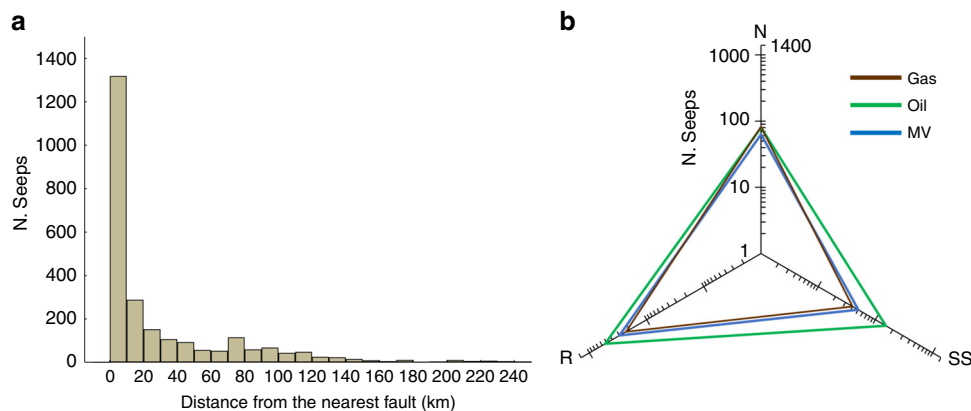 a
N. Seeps
1400
1200
1000
800
600
400
200
0
0 20 40 60 80 100 120 140 160 180 200 220 240
Distance from the nearest fault (km)
b
N
1000 1400
N. Seeps
100
10
1
R
SS
Gas
Oil
MV